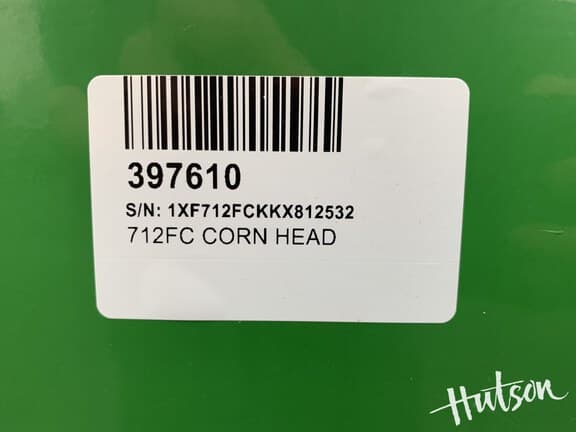 397610
S/N: 1XF712FCKKX812532
712FC CORN HEAD
Hutson